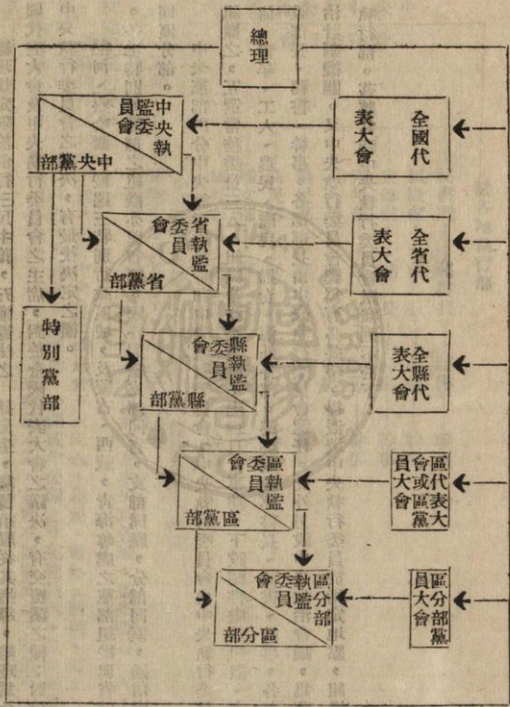 總理
全國代
表大會
中央執
監委
員會
中央黨部
全省代
表大會
省執監
委員
會
省黨部
特別黨部
全縣代
表大會
縣執監
委員
會
縣黨部
區代表大
會或區黨
員大會
區執監
委員
會
區黨部
區分部黨
員大會
區分部
執監
委員
會
區分部